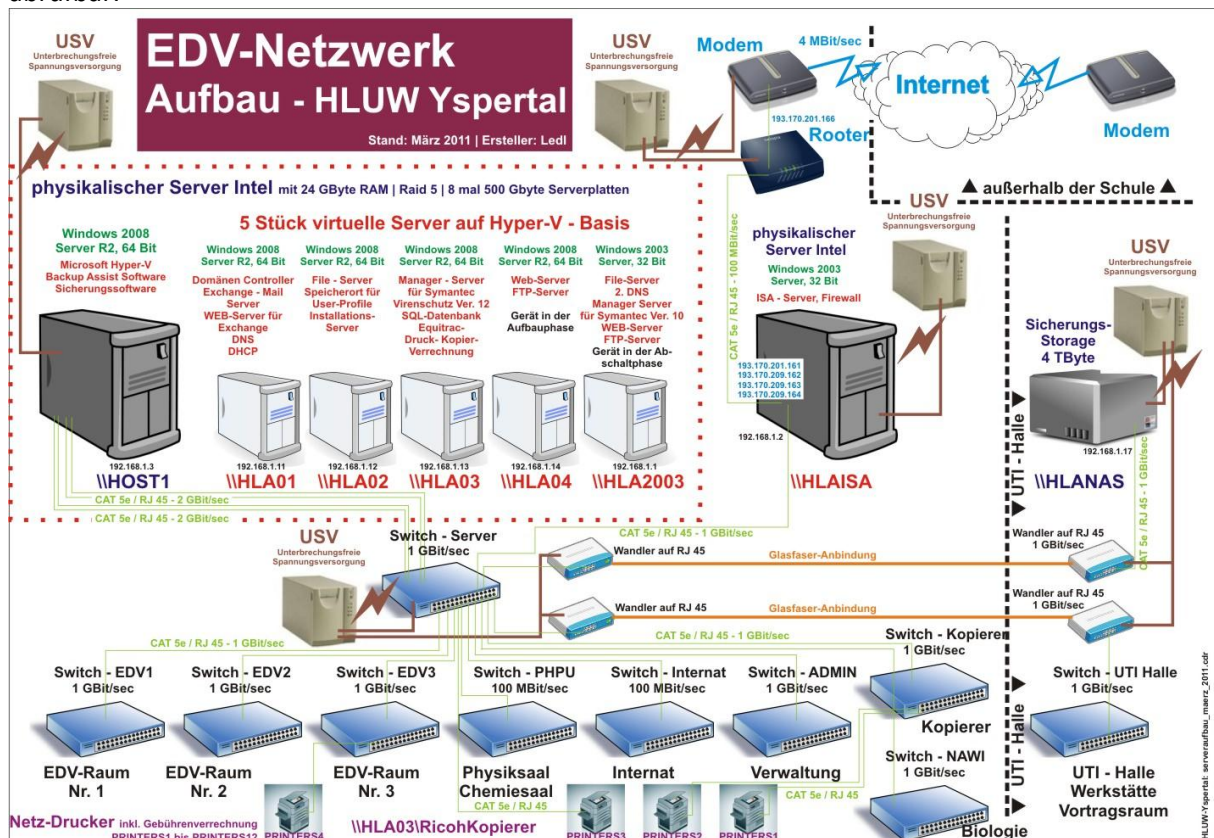 USV
Unterbrechungsfreie
Spannungsversorgung
EDV-Netzwerk
Aufbau - HLUW Yspertal
Stand: März 2011 | Ersteller: Ledl
USV
Unterbrechungsfreie
Spannungsversorgung
Modem
4 MBit/sec
Internet
Modem
193.170.201.166
Rooter
▲ außerhalb der Schule ▲
physikalischer Server Intel mit 24 GByte RAM | Raid 5 | 8 mal 500 Gbyte Serverplatten
5 Stück virtuelle Server auf Hyper-V - Basis
Windows 2008
Server R2, 64 Bit
Microsoft Hyper-V
Backup Assist Software
Sicherungssoftware
Windows 2008
Server R2, 64 Bit
Domänen Controller
Exchange - Mail
Server
WEB-Server für
Exchange
DNS
DHCP
Windows 2008
Server R2, 64 Bit
File - Server
Speicherort für
User-Profile
Installations-
Server
Windows 2008
Server R2, 64 Bit
Manager - Server
für Symantec
Virenschutz Ver. 12
SQL-Datenbank
Equitrac-
Druck- Kopier-
Verrechnung
Windows 2008
Server R2, 64 Bit
Web-Server
FTP-Server
Gerät in der
Aufbauphase
Windows 2003
Server, 32 Bit
File-Server
2. DNS
Manager Server
für Symantec Ver. 10
WEB-Server
FTP-Server
Gerät in der Ab-
schaltphase
CAT 5e / RJ 45 - 100 MBit/sec
physikalischer
Server Intel
Windows 2003
Server, 32 Bit
ISA - Server, Firewall
USV
Unterbrechungsfreie
Spannungsversorgung
USV
Unterbrechungsfreie
Spannungsversorgung
193.170.201.161
193.170.209.162
193.170.209.163
193.170.209.164
Sicherungs-
Storage
4 TByte
UTI - Halle
192.168.1.3
\\HOST1
192.168.1.11
\\HLA01
192.168.1.12
\\HLA02
192.168.1.13
\\HLA03
192.168.1.14
\\HLA04
192.168.1.1
\\HLA2003
192.168.1.2
\\HLAISA
192.168.1.17
\\HLANAS
CAT 5e / RJ 45 - 1 GBit/sec
CAT 5e / RJ 45 - 2 GBit/sec
CAT 5e / RJ 45 - 2 GBit/sec
USV
Unterbrechungsfreie
Spannungsversorgung
Switch - Server
1 GBit/sec
CAT 5e / RJ 45 - 1 GBit/sec
Wandler auf RJ 45
Glasfaser-Anbindung
Wandler auf RJ 45
1 GBit/sec
Wandler auf RJ 45
Glasfaser-Anbindung
Wandler auf RJ 45
1 GBit/sec
CAT 5e / RJ 45 - 1 GBit/sec
CAT 5e / RJ 45 - 1 GBit/sec
Switch - EDV1
1 GBit/sec
EDV-Raum
Nr. 1
Switch - EDV2
1 GBit/sec
EDV-Raum
Nr. 2
Switch - EDV3
1 GBit/sec
EDV-Raum
Nr. 3
Switch - PHPU
100 MBit/sec
Physiksaal
Chemiesaal
Switch - Internat
100 MBit/sec
Internat
Switch - ADMIN
1 GBit/sec
Verwaltung
Switch - Kopierer
1 GBit/sec
Kopierer
Switch - NAWI
1 GBit/sec
Biologie
UTI - Halle
Switch - UTI Halle
1 GBit/sec
UTI - Halle
Werkstätte
Vortragsraum
CAT 5e / RJ 45
CAT 5e / RJ 45
Netz-Drucker inkl. Gebührenverrechnung
PRINTERS1 bis PRINTERS12
PRINTERS4
\\HLA03\RicohKopierer
PRINTERS3
PRINTERS2
PRINTERS1
HLUW-Yspertal: serveraufbau_maerz_2011.cdr